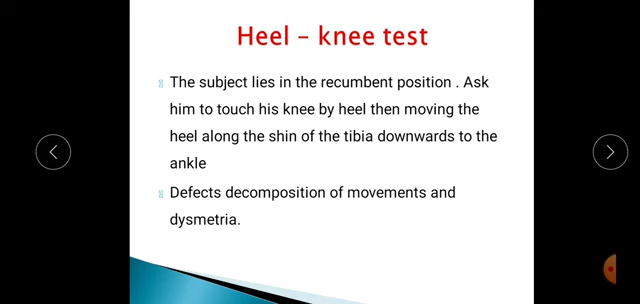 Heel – knee test
The subject lies in the recumbent position . Ask
him to touch his knee by heel then moving the
heel along the shin of the tibia downwards to the
ankle
Defects decomposition of movements and
dysmetria.